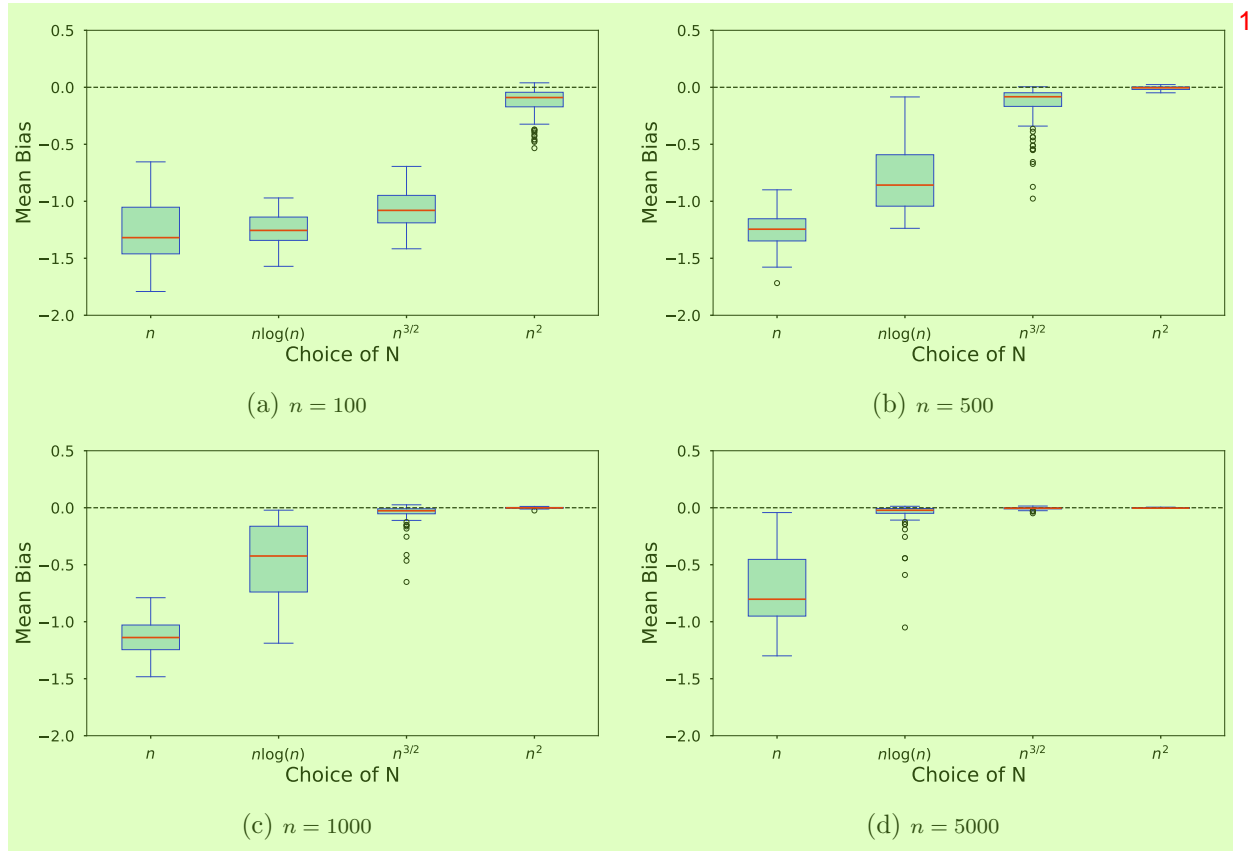 1
0.5
0.0
−0.5
−1.0
−1.5
−2.0
Mean Bias
n
nlog(n)
n^{3/2}
n^2
Choice of N
(a) n = 100
0.5
0.0
−0.5
−1.0
−1.5
−2.0
Mean Bias
n
nlog(n)
n^{3/2}
n^2
Choice of N
(b) n = 500
0.5
0.0
−0.5
−1.0
−1.5
−2.0
Mean Bias
n
nlog(n)
n^{3/2}
n^2
Choice of N
(c) n = 1000
0.5
0.0
−0.5
−1.0
−1.5
−2.0
Mean Bias
n
nlog(n)
n^{3/2}
n^2
Choice of N
(d) n = 5000